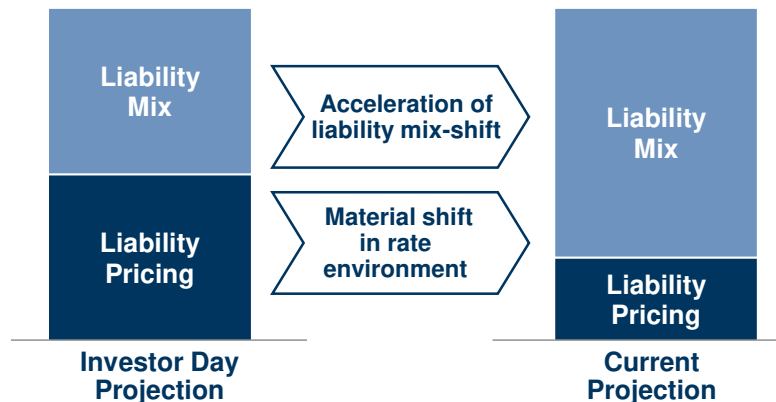 Liability
Mix
Liability
Pricing
Investor Day
Projection
Acceleration of
liability mix-shift
Material shift
in rate
environment
Liability
Mix
Liability
Pricing
Current
Projection